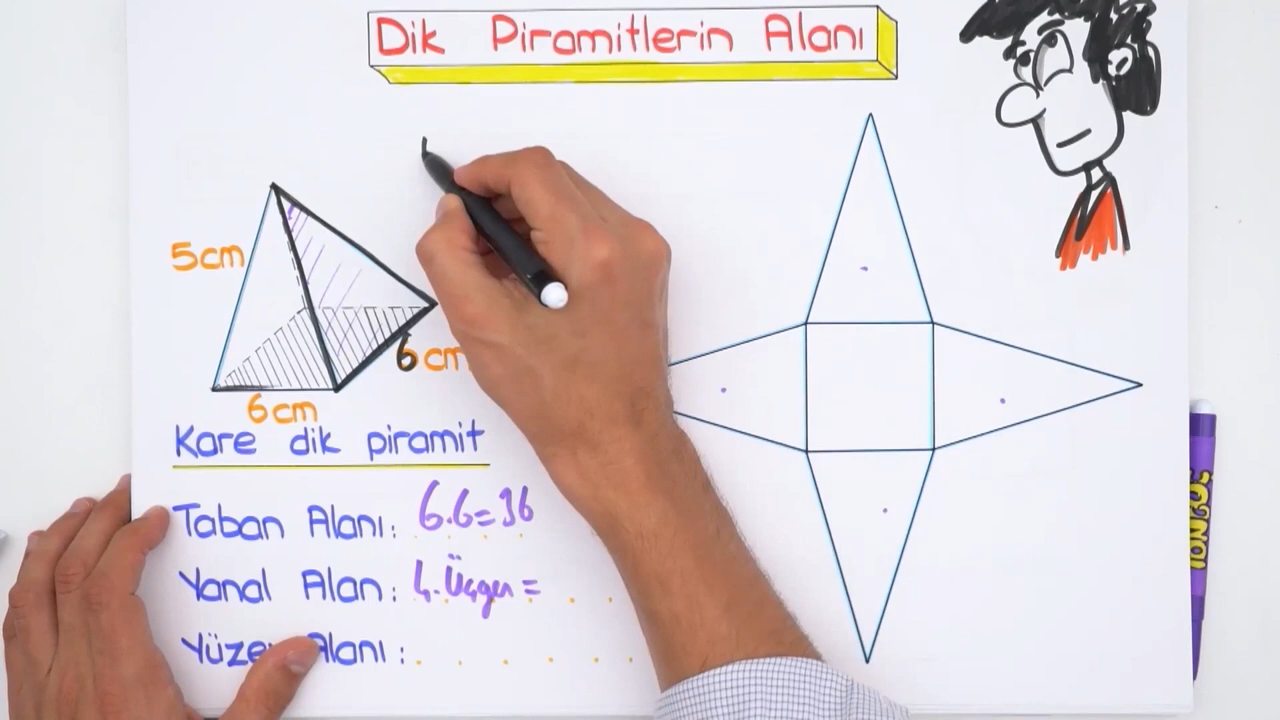 Dik Piramitlerin Alanı
5cm
6cm
6cm
Kare dik piramit
Taban Alanı: 6.6=36
Yanal Alan: 4.Üçgen =
Yüzey Alanı:
TONGUÇ